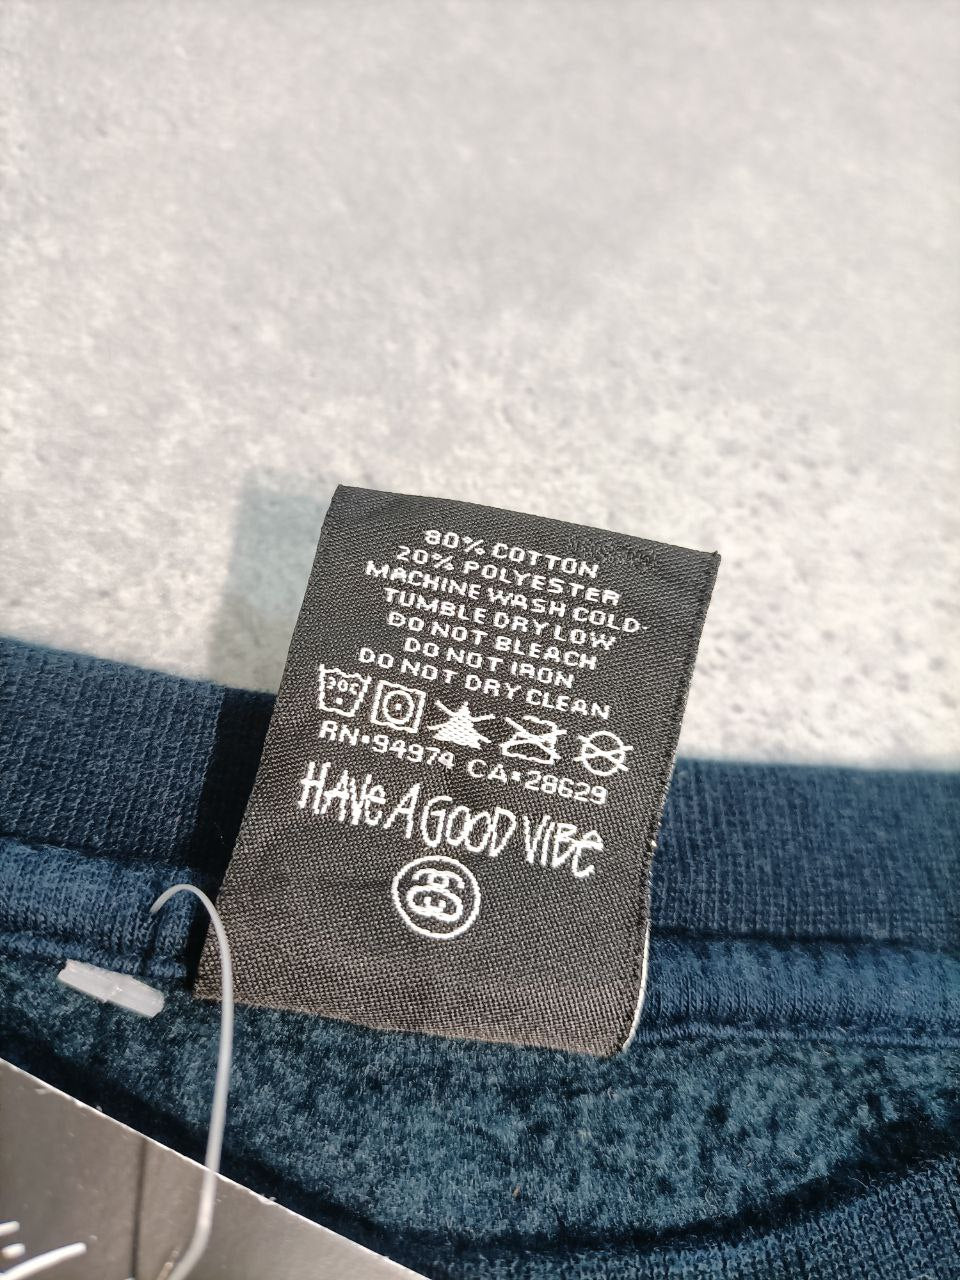 80% COTTON
20% POLYESTER
MACHINE WASH COLD.
TUMBLE DRY LOW
DO NOT BLEACH
DO NOT IRON
DO NOT DRY CLEAN
30C
RN•94974 CA•28629
HAVE A GOOD VIBE